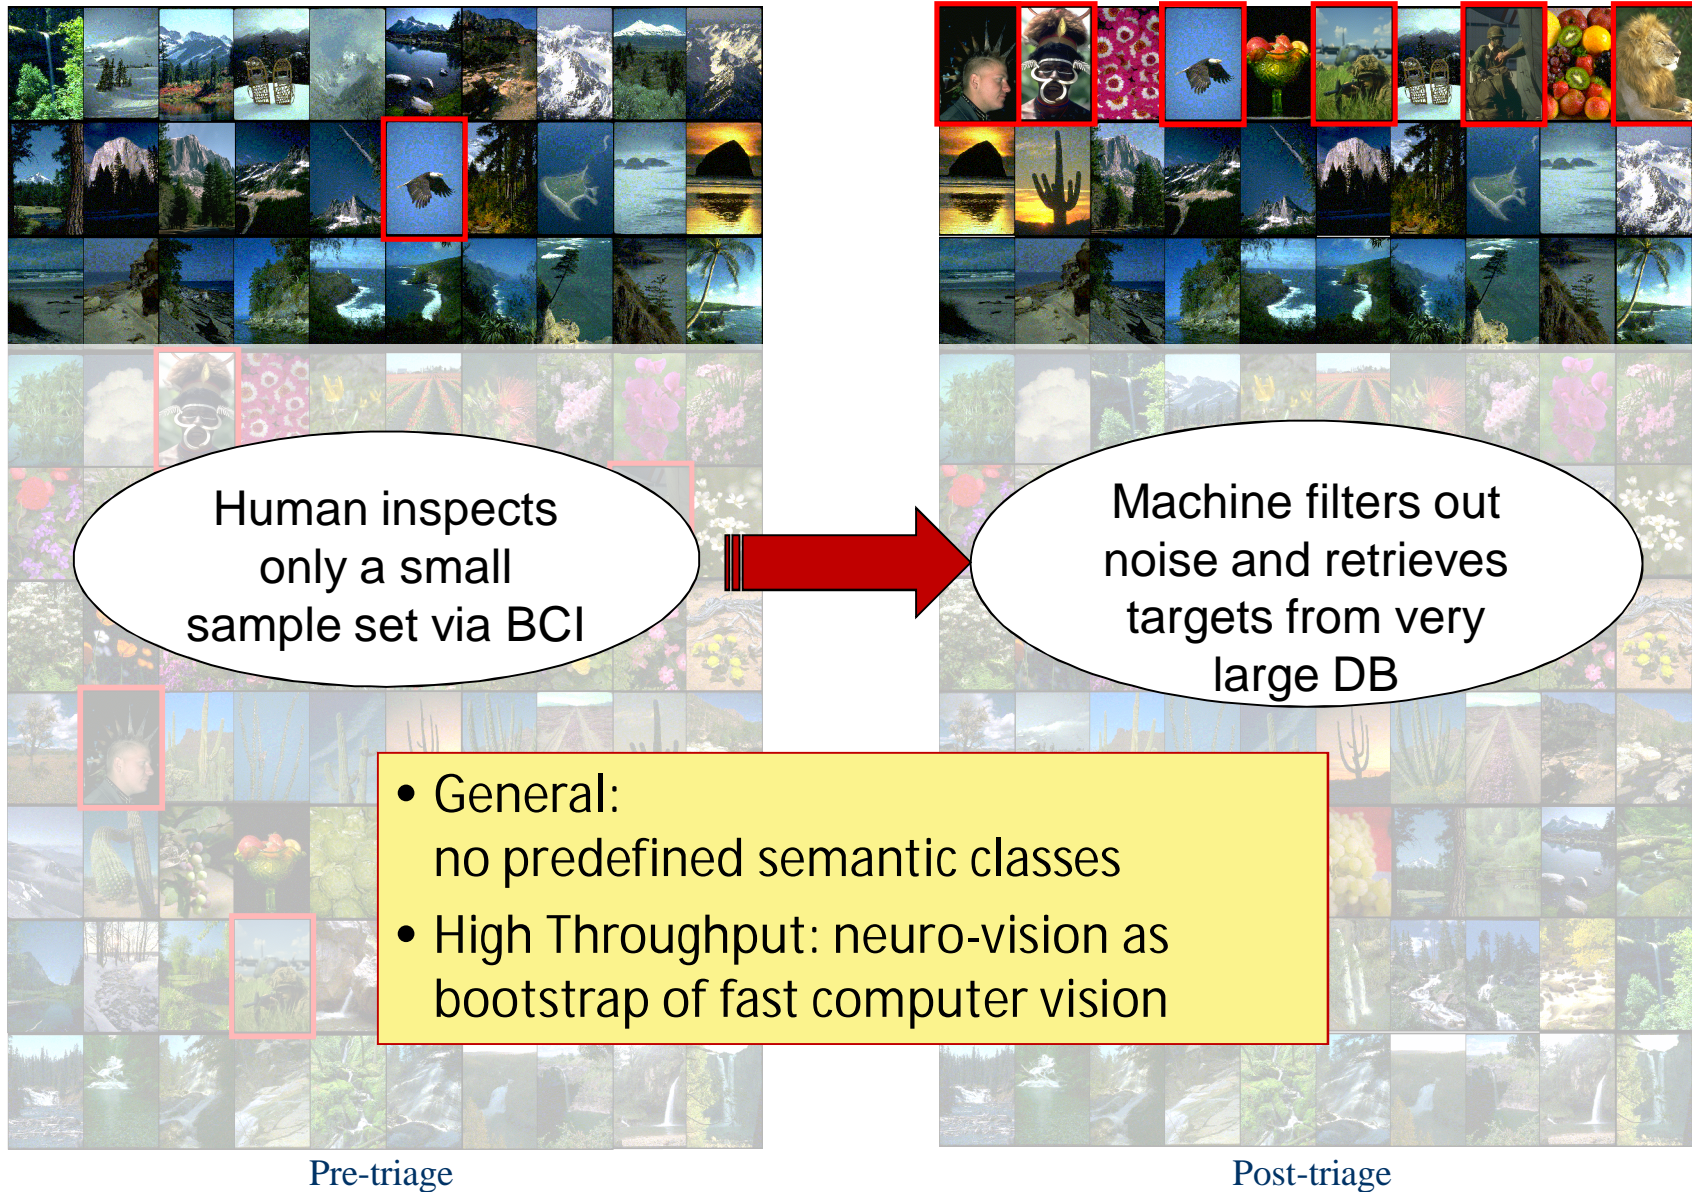 Human inspects
only a small
sample set via BCI
Machine filters out
noise and retrieves
targets from very
large DB
• General:
no predefined semantic classes
• High Throughput: neuro-vision as
bootstrap of fast computer vision
Pre-triage
Post-triage